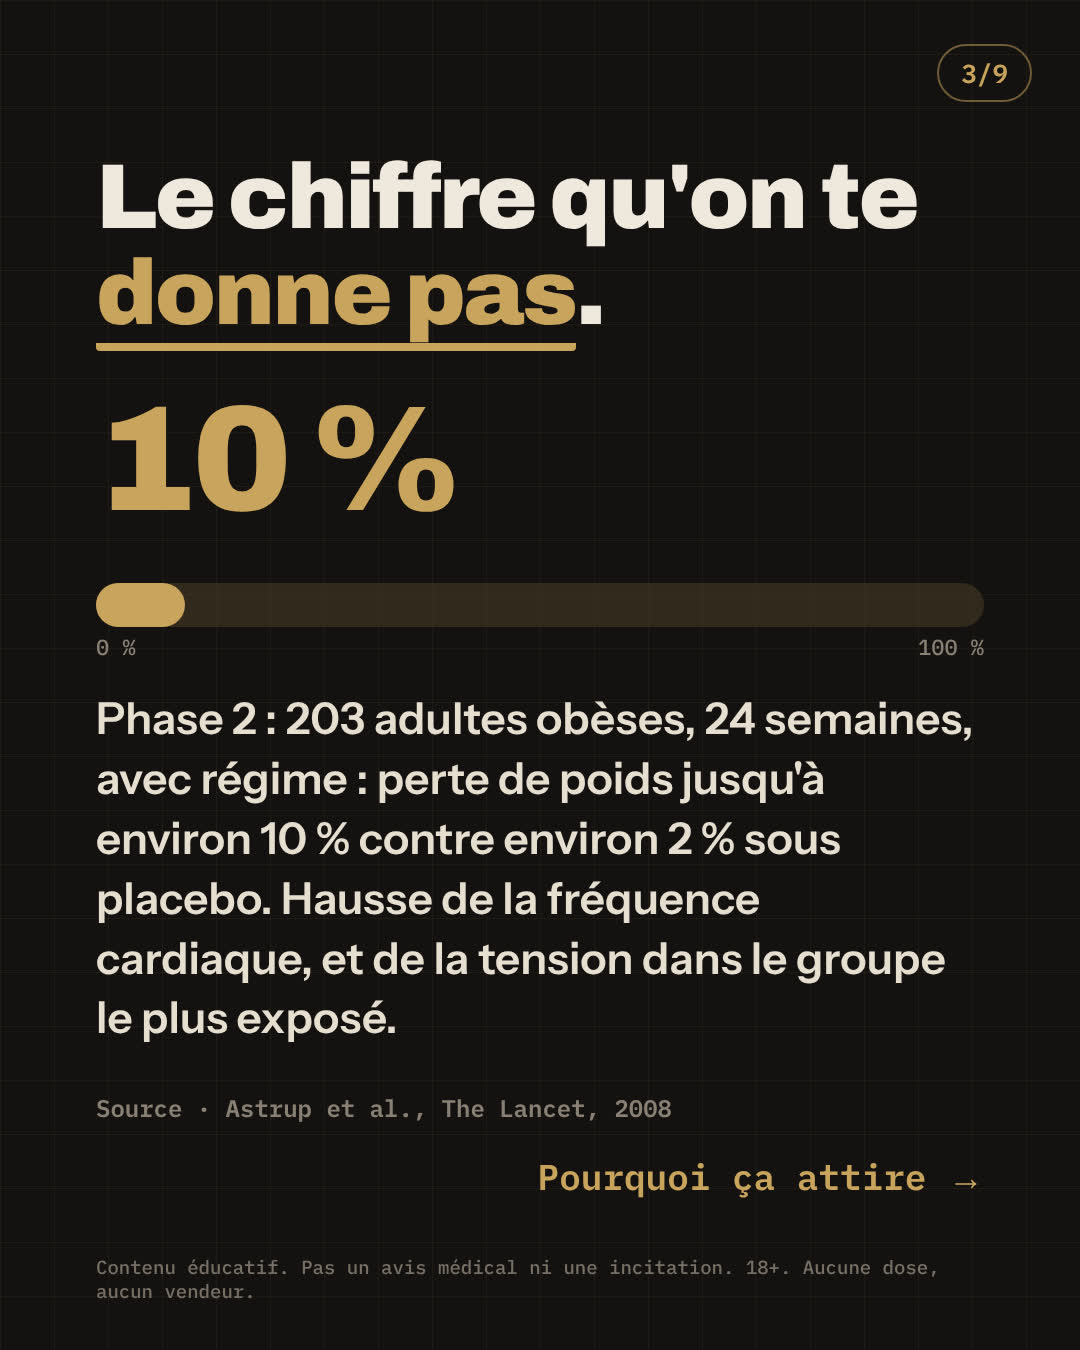 3/9
Le chiffre qu'on te
donne pas.
10 %
0 %
100 %
Phase 2 : 203 adultes obèses, 24 semaines,
avec régime : perte de poids jusqu'à
environ 10 % contre environ 2 % sous
placebo. Hausse de la fréquence
cardiaque, et de la tension dans le groupe
le plus exposé.
Source · Astrup et al., The Lancet, 2008
Pourquoi ça attire →
Contenu éducatif. Pas un avis médical ni une incitation. 18+. Aucune dose,
aucun vendeur.